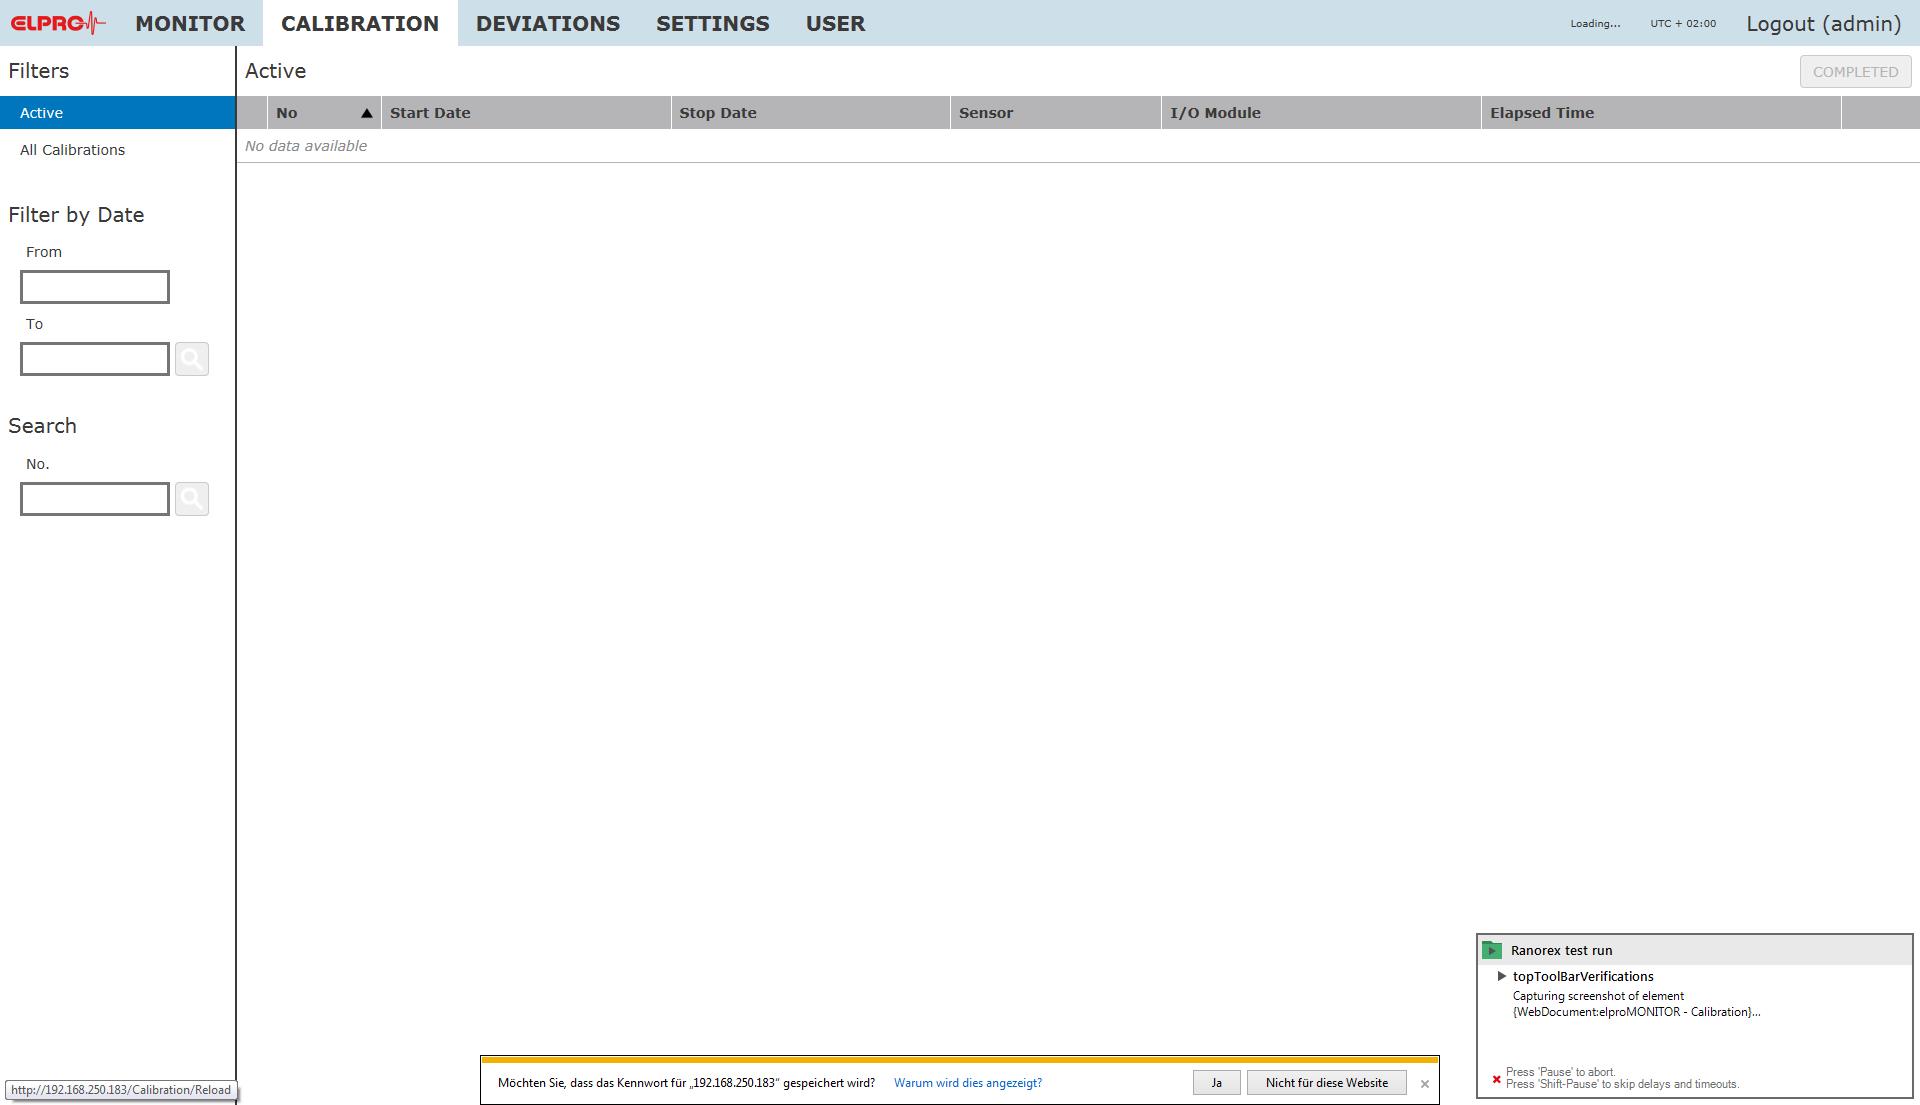 ELPRO MONITOR CALIBRATION DEVIATIONS SETTINGS USER Loading... UTC + 02:00 Logout (admin)
Filters
Active
All Calibrations
Filter by Date
From
To
Search
No.
Active COMPLETED
No Start Date Stop Date Sensor I/O Module Elapsed Time
No data available
Ranorex test run
topToolBarVerifications
Capturing screenshot of element
{WebDocument:elproMONITOR - Calibration}...
Press 'Pause' to abort.
Press 'Shift-Pause' to skip delays and timeouts.
Möchten Sie, dass das Kennwort für „192.168.250.183“ gespeichert wird? Warum wird dies angezeigt? Ja Nicht für diese Website
http://192.168.250.183/Calibration/Reload